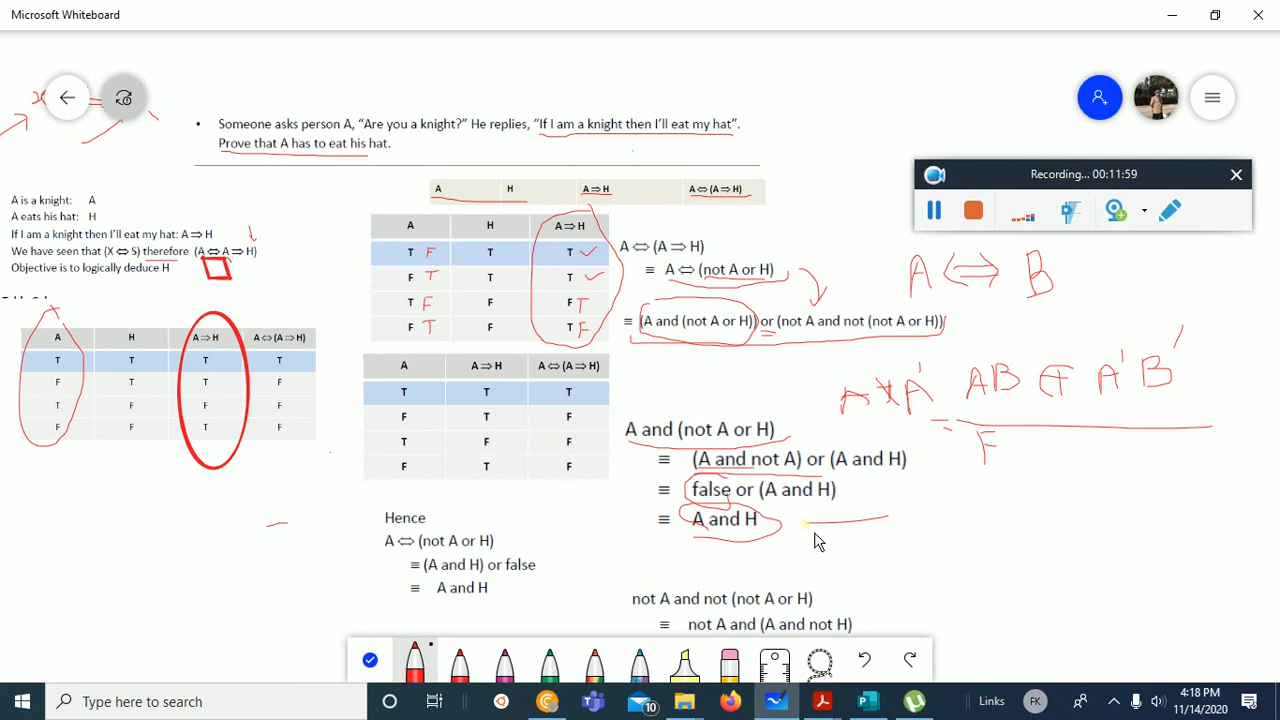 Microsoft Whiteboard
• Someone asks person A, “Are you a knight?” He replies, “If I am a knight then I’ll eat my hat”.
Prove that A has to eat his hat.
Recording... 00:11:59
A is a knight: A
A eats his hat: H
If I am a knight then I’ll eat my hat: A ⇒ H
We have seen that (X ⇔ S) therefore (A ⇔ A ⇒ H)
Objective is to logically deduce H
A H A⇒H A⇔(A⇒H)
T T T T
F T T F
T F F F
F F T F
A H A⇒H A⇔(A⇒H)
A H A⇒H
T F T T
F T T T
T F F F T
F T F T F
A A⇒H A⇔(A⇒H)
T T T
F T F
T F F
F T F
Hence
A ⇔ (not A or H)
≡ (A and H) or false
≡ A and H
A ⇔ (A ⇒ H)
≡ A ⇔ (not A or H)
≡ (A and (not A or H)) or (not A and not (not A or H))
A ⇔ B
AB + A' B'
A'
= F
A and (not A or H)
≡ (A and not A) or (A and H)
≡ false or (A and H)
≡ A and H
not A and not (not A or H)
≡ not A and (A and not H)
10
Type here to search
Links FK 4:18 PM
11/14/2020